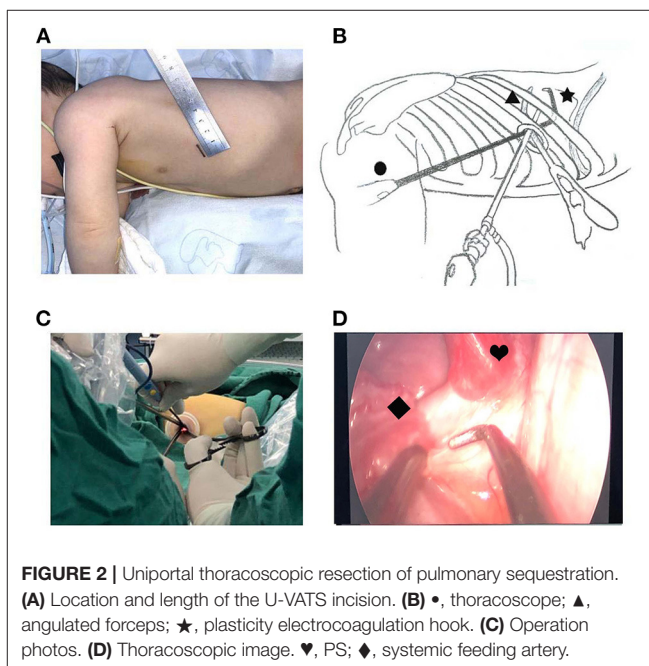 A
B
C
D
FIGURE 2 | Uniportal thoracoscopic resection of pulmonary sequestration.
(A) Location and length of the U-VATS incision. (B) •, thoracoscope; ▲,
angulated forceps; ★, plasticity electrocoagulation hook. (C) Operation
photos. (D) Thoracoscopic image. ♥, PS; ♦, systemic feeding artery.